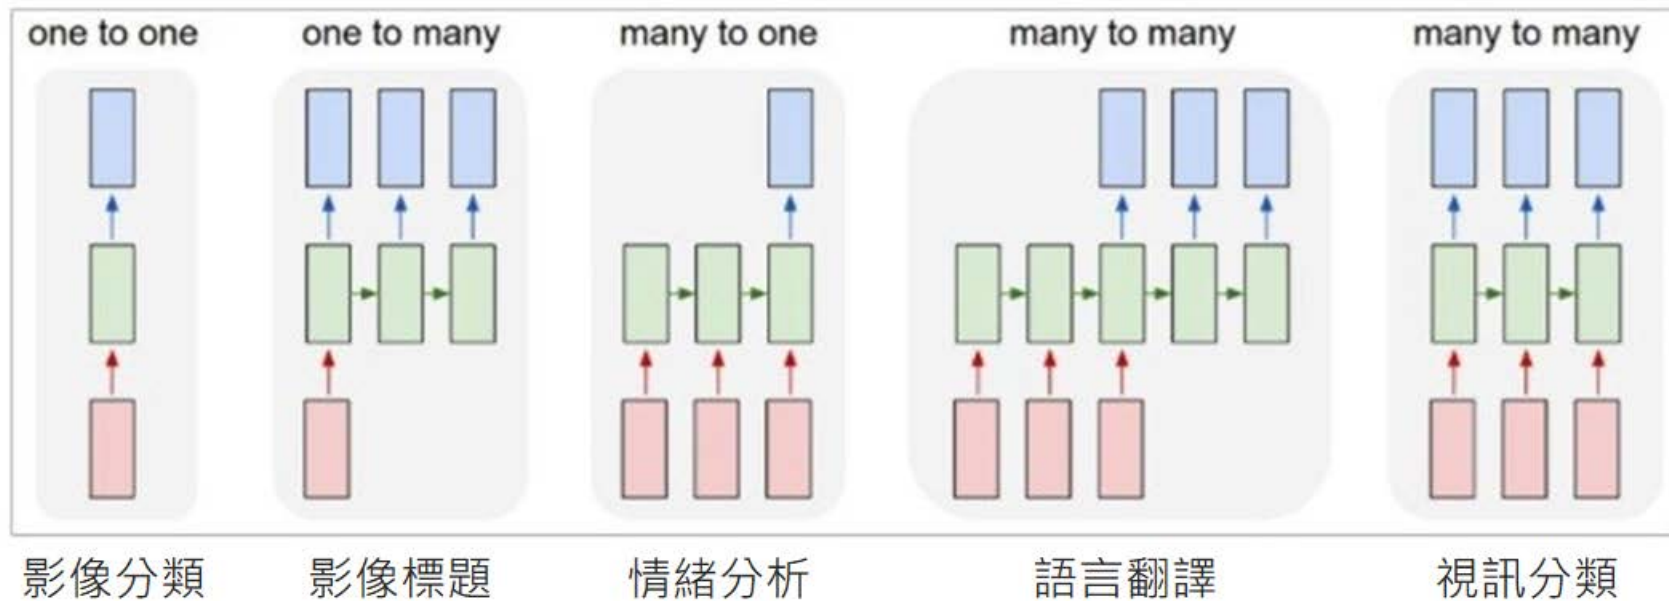 one to one
one to many
many to one
many to many
many to many
影像分類
影像標題
情緒分析
語言翻譯
視訊分類